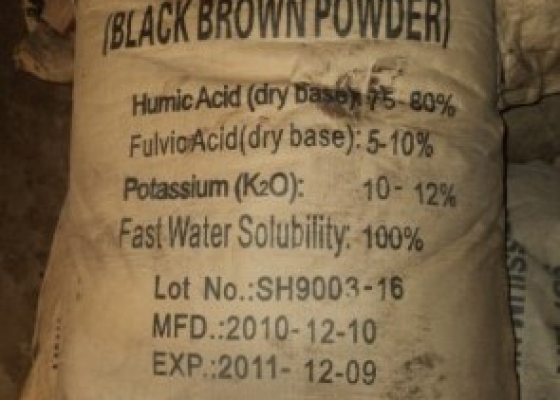 (BLACK BROWN POWDER)
Humic Acid (dry base): 75-80%
Fulvic Acid(dry base): 5-10%
Potassium (K2O): 10- 12%
Fast Water Solubility: 100%
Lot No.:SH9003-16
MFD.:2010-12-10
EXP.:2011- 12-09